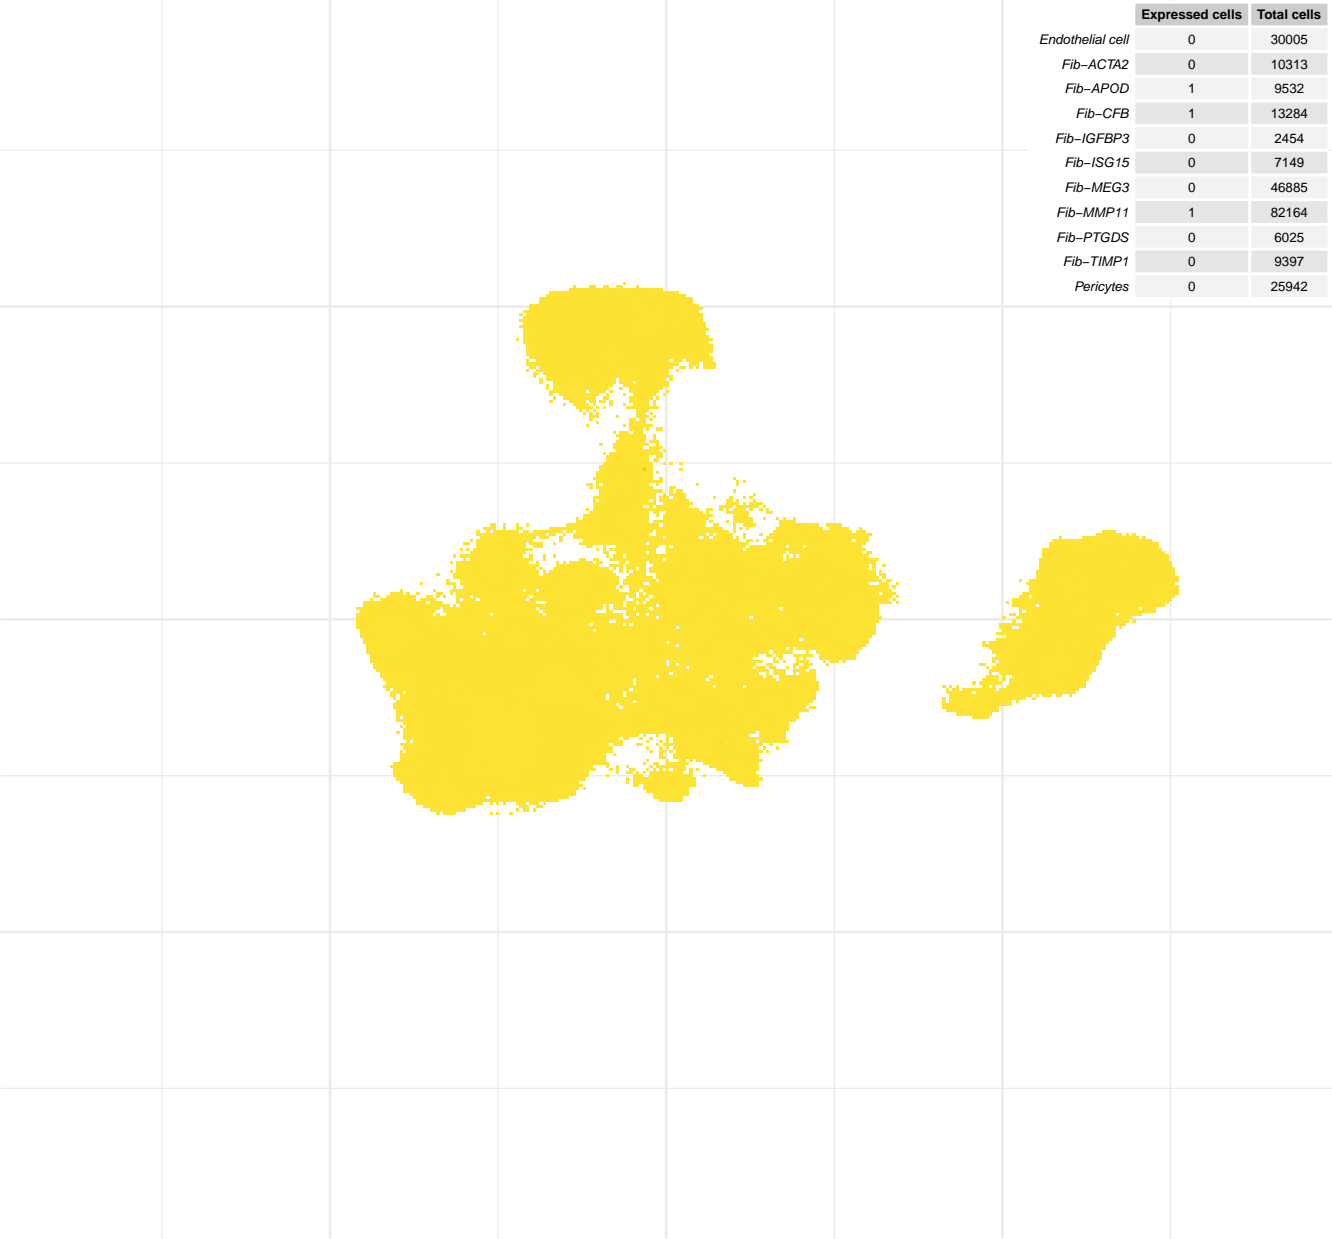 Expressed cells Total cells
Endothelial cell 0 30005
Fib−ACTA2 0 10313
Fib−APOD 1 9532
Fib−CFB 1 13284
Fib−IGFBP3 0 2454
Fib−ISG15 0 7149
Fib−MEG3 0 46885
Fib−MMP11 1 82164
Fib−PTGDS 0 6025
Fib−TIMP1 0 9397
Pericytes 0 25942